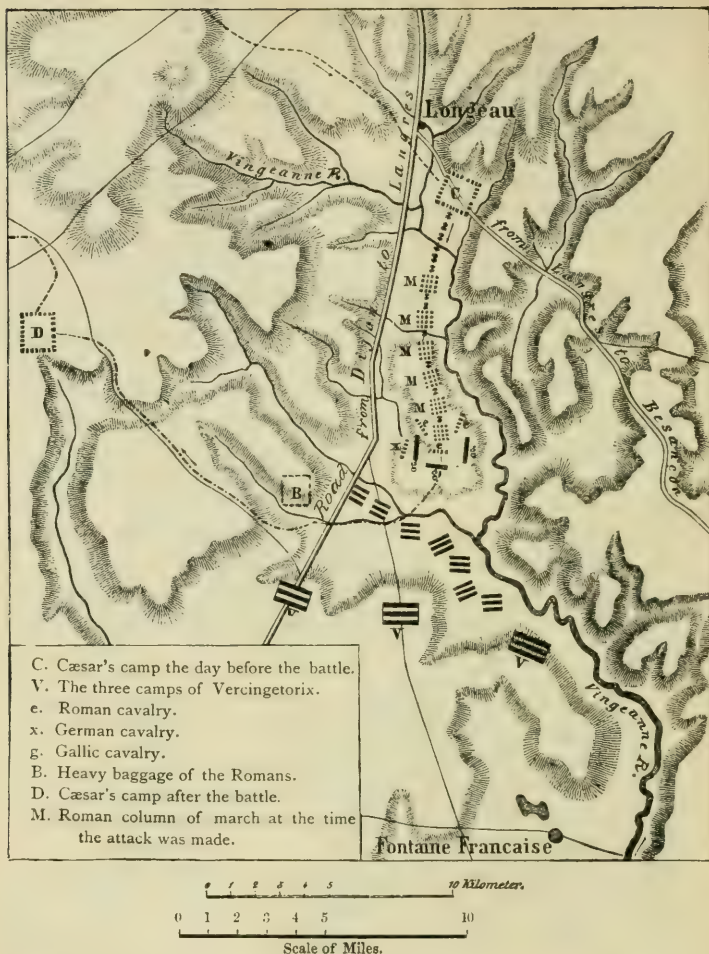 Longeau
Vingeanne R.
C
Road from Dijon to Langres
from Langres to Besançon
M
M
M
M
M
D
x
e
g
g
B
V
V
V
Vingeanne R.
C. Cæsar's camp the day before the battle.
V. The three camps of Vercingetorix.
e. Roman cavalry.
x. German cavalry.
g. Gallic cavalry.
B. Heavy baggage of the Romans.
D. Cæsar's camp after the battle.
M. Roman column of march at the time
the attack was made.
Fontaine Francaise
0 1 2 3 4 5 10 Kilometer.
0 1 2 3 4 5 10
Scale of Miles.